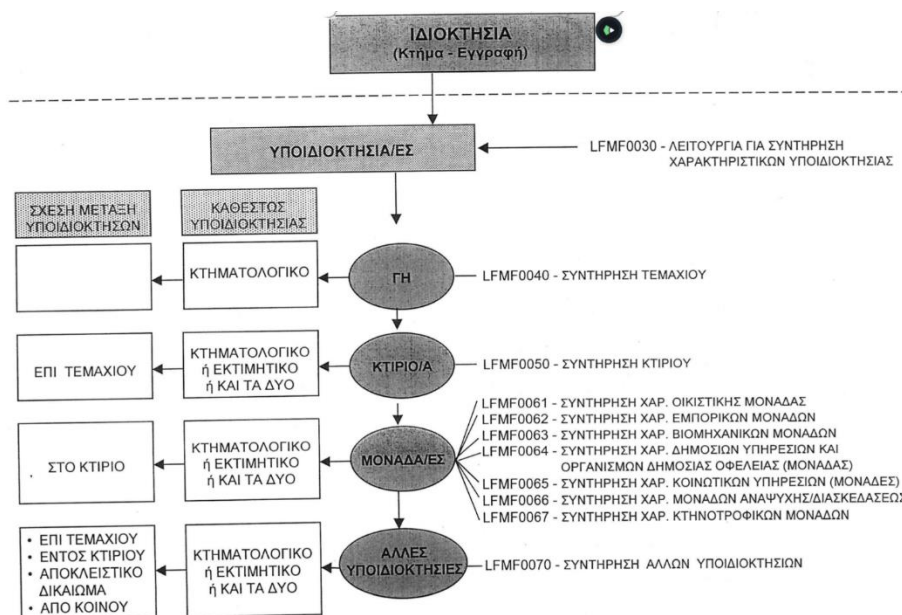 ΙΔΙΟΚΤΗΣΙΑ
(Κτήμα - Εγγραφή)
ΥΠΟΙΔΙΟΚΤΗΣΙΑ/ΕΣ
LFMF0030 - ΛΕΙΤΟΥΡΓΙΑ ΓΙΑ ΣΥΝΤΗΡΗΣΗ
ΧΑΡΑΚΤΗΡΙΣΤΙΚΩΝ ΥΠΟΙΔΙΟΚΤΗΣΙΑΣ
ΣΧΕΣΗ ΜΕΤΑΞΗ
ΥΠΟΙΔΙΟΚΤΗΣΩΝ
ΚΑΘΕΣΤΩΣ
ΥΠΟΙΔΙΟΚΤΗΣΙΑΣ
ΚΤΗΜΑΤΟΛΟΓΙΚΟ
ΓΗ
LFMF0040 - ΣΥΝΤΗΡΗΣΗ ΤΕΜΑΧΙΟΥ
ΕΠΙ ΤΕΜΑΧΙΟΥ
ΚΤΗΜΑΤΟΛΟΓΙΚΟ
ή ΕΚΤΙΜΗΤΙΚΟ
ή ΚΑΙ ΤΑ ΔΥΟ
ΚΤΙΡΙΟ/Α
LFMF0050 - ΣΥΝΤΗΡΗΣΗ ΚΤΙΡΙΟΥ
ΣΤΟ ΚΤΙΡΙΟ
ΚΤΗΜΑΤΟΛΟΓΙΚΟ
ή ΕΚΤΙΜΗΤΙΚΟ
ή ΚΑΙ ΤΑ ΔΥΟ
ΜΟΝΑΔΑ/ΕΣ
LFMF0061 - ΣΥΝΤΗΡΗΣΗ ΧΑΡ. ΟΙΚΙΣΤΙΚΗΣ ΜΟΝΑΔΑΣ
LFMF0062 - ΣΥΝΤΗΡΗΣΗ ΧΑΡ. ΕΜΠΟΡΙΚΩΝ ΜΟΝΑΔΩΝ
LFMF0063 - ΣΥΝΤΗΡΗΣΗ ΧΑΡ. ΒΙΟΜΗΧΑΝΙΚΩΝ ΜΟΝΑΔΩΝ
LFMF0064 - ΣΥΝΤΗΡΗΣΗ ΧΑΡ. ΔΗΜΟΣΙΩΝ ΥΠΗΡΕΣΙΩΝ ΚΑΙ
ΟΡΓΑΝΙΣΜΩΝ ΔΗΜΟΣΙΑΣ ΟΦΕΛΕΙΑΣ (ΜΟΝΑΔΑΣ)
LFMF0065 - ΣΥΝΤΗΡΗΣΗ ΧΑΡ. ΚΟΙΝΩΤΙΚΩΝ ΥΠΗΡΕΣΙΩΝ (ΜΟΝΑΔΕΣ)
LFMF0066 - ΣΥΝΤΗΡΗΣΗ ΧΑΡ. ΜΟΝΑΔΩΝ ΑΝΑΨΥΧΗΣ/ΔΙΑΣΚΕΔΑΣΕΩΣ
LFMF0067 - ΣΥΝΤΗΡΗΣΗ ΧΑΡ. ΚΤΗΝΟΤΡΟΦΙΚΩΝ ΜΟΝΑΔΩΝ
• ΕΠΙ ΤΕΜΑΧΙΟΥ
• ΕΝΤΟΣ ΚΤΙΡΙΟΥ
• ΑΠΟΚΛΕΙΣΤΙΚΟ
ΔΙΚΑΙΩΜΑ
• ΑΠΟ ΚΟΙΝΟΥ
ΚΤΗΜΑΤΟΛΟΓΙΚΟ
ή ΕΚΤΙΜΗΤΙΚΟ
ή ΚΑΙ ΤΑ ΔΥΟ
ΑΛΛΕΣ
ΥΠΟΙΔΙΟΚΤΗΣΙΕΣ
LFMF0070 - ΣΥΝΤΗΡΗΣΗ ΑΛΛΩΝ ΥΠΟΙΔΙΟΚΤΗΣΙΩΝ